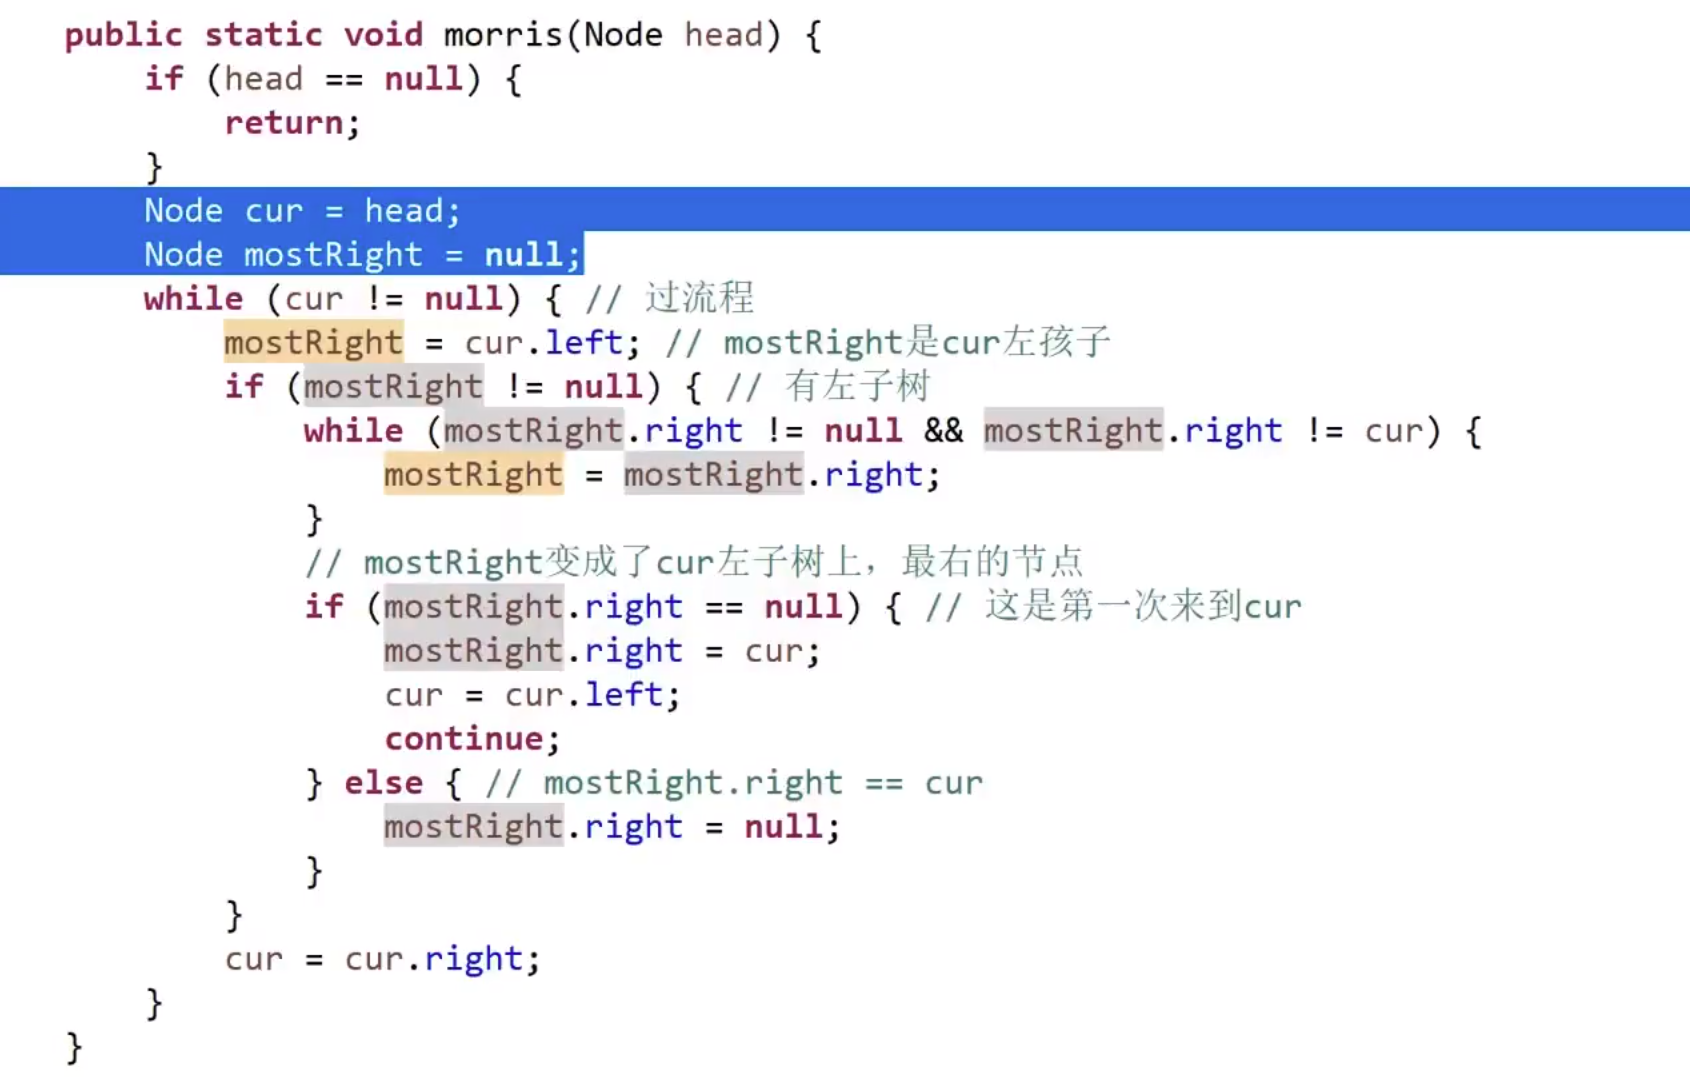 public static void morris(Node head) {
if (head == null) {
return;
}
Node cur = head;
Node mostRight = null;
while (cur != null) { // 过流程
mostRight = cur.left; // mostRight是cur左孩子
if (mostRight != null) { // 有左子树
while (mostRight.right != null && mostRight.right != cur) {
mostRight = mostRight.right;
}
// mostRight变成了cur左子树上，最右的节点
if (mostRight.right == null) { // 这是第一次来到cur
mostRight.right = cur;
cur = cur.left;
continue;
} else { // mostRight.right == cur
mostRight.right = null;
}
}
cur = cur.right;
}
}